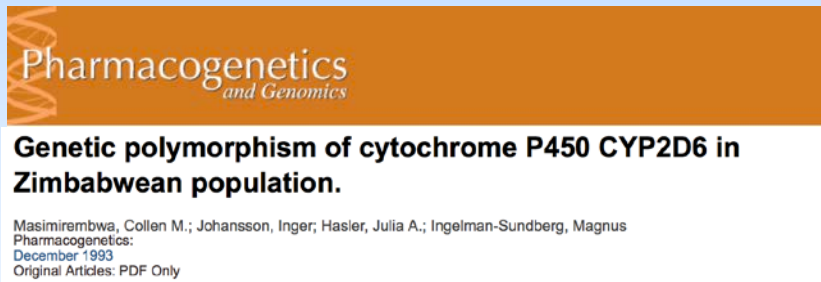 Pharmacogenetics
and Genomics
Genetic polymorphism of cytochrome P450 CYP2D6 in
Zimbabwean population.
Masimirembwa, Collen M.; Johansson, Inger; Hasler, Julia A.; Ingelman-Sundberg, Magnus
Pharmacogenetics:
December 1993
Original Articles: PDF Only